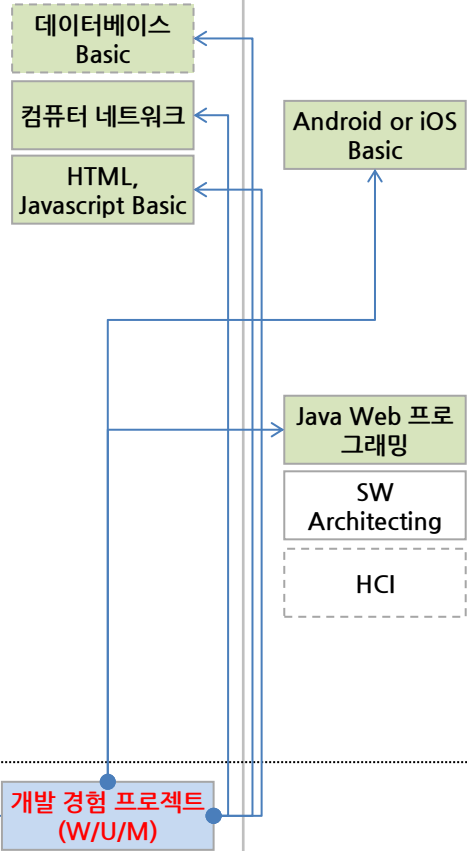 데이터베이스
Basic
컴퓨터 네트워크
HTML,
Javascript Basic
Android or iOS
Basic
Java Web 프로
그래밍
SW
Architecting
HCI
개발 경험 프로젝트
(W/U/M)